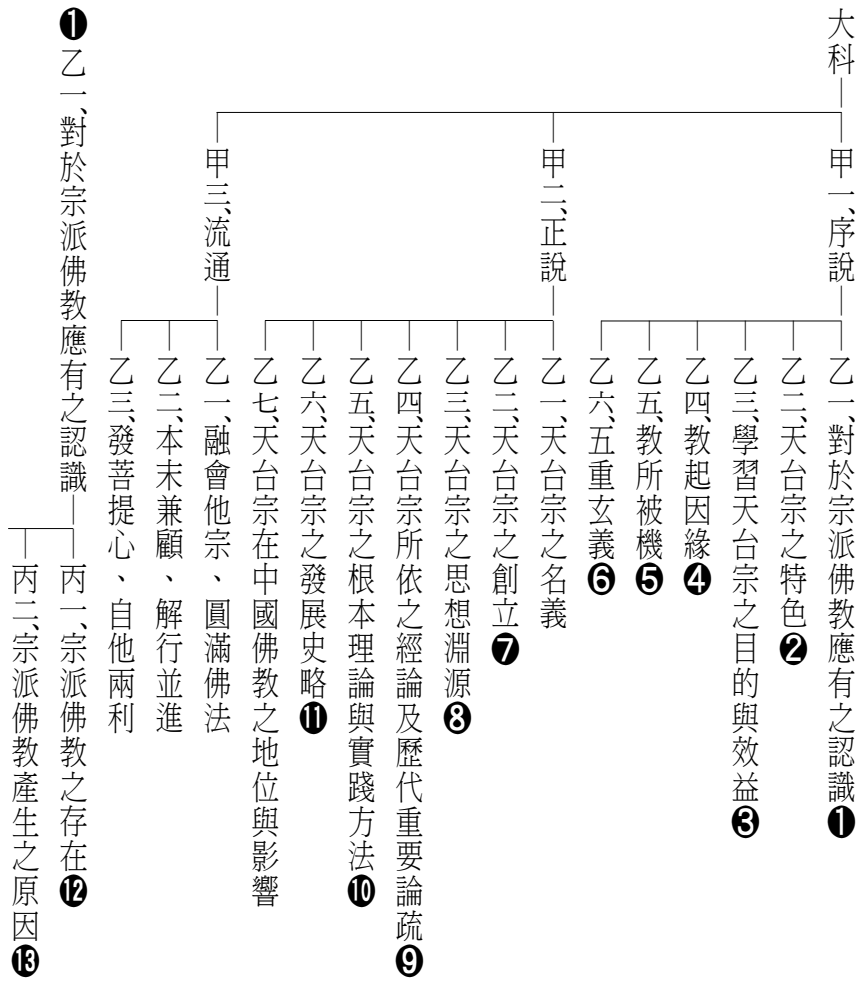 大科
甲一、序說
乙一、對於宗派佛教應有之認識❶
乙二、天台宗之特色❷
乙三、學習天台宗之目的與效益❸
乙四、教起因緣❹
乙五、教所被機❺
乙六、五重玄義❻
甲二、正說
乙一、天台宗之名義
乙二、天台宗之創立❼
乙三、天台宗之思想淵源❽
乙四、天台宗所依之經論及歷代重要論疏❾
乙五、天台宗之根本理論與實踐方法❿
乙六、天台宗之發展史略⓫
乙七、天台宗在中國佛教之地位與影響
甲三、流通
乙一、融會他宗、圓滿佛法
乙二、本末兼顧、解行並進
乙三、發菩提心、自他兩利
❶乙一、對於宗派佛教應有之認識
丙一、宗派佛教之存在⓬
丙二、宗派佛教產生之原因⓭